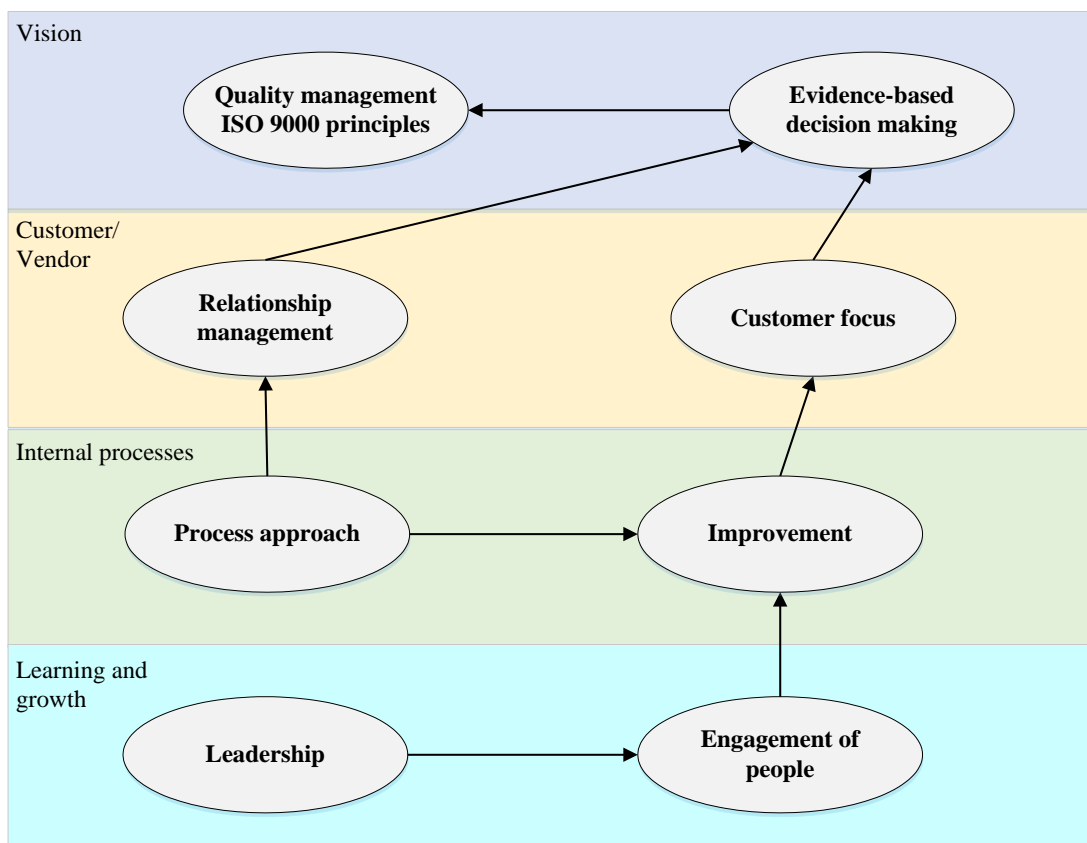 Vision
Quality management
ISO 9000 principles
Evidence-based
decision making
Customer/
Vendor
Relationship
management
Customer focus
Internal processes
Process approach
Improvement
Learning and
growth
Leadership
Engagement of
people